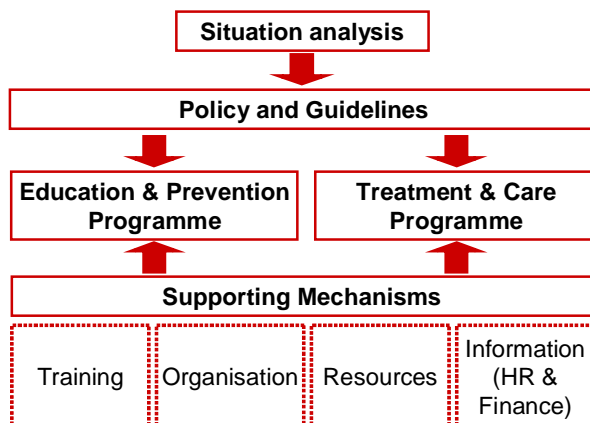 Situation analysis
Policy and Guidelines
Education & Prevention
Programme
Treatment & Care
Programme
Supporting Mechanisms
Training
Organisation
Resources
Information
(HR &
Finance)